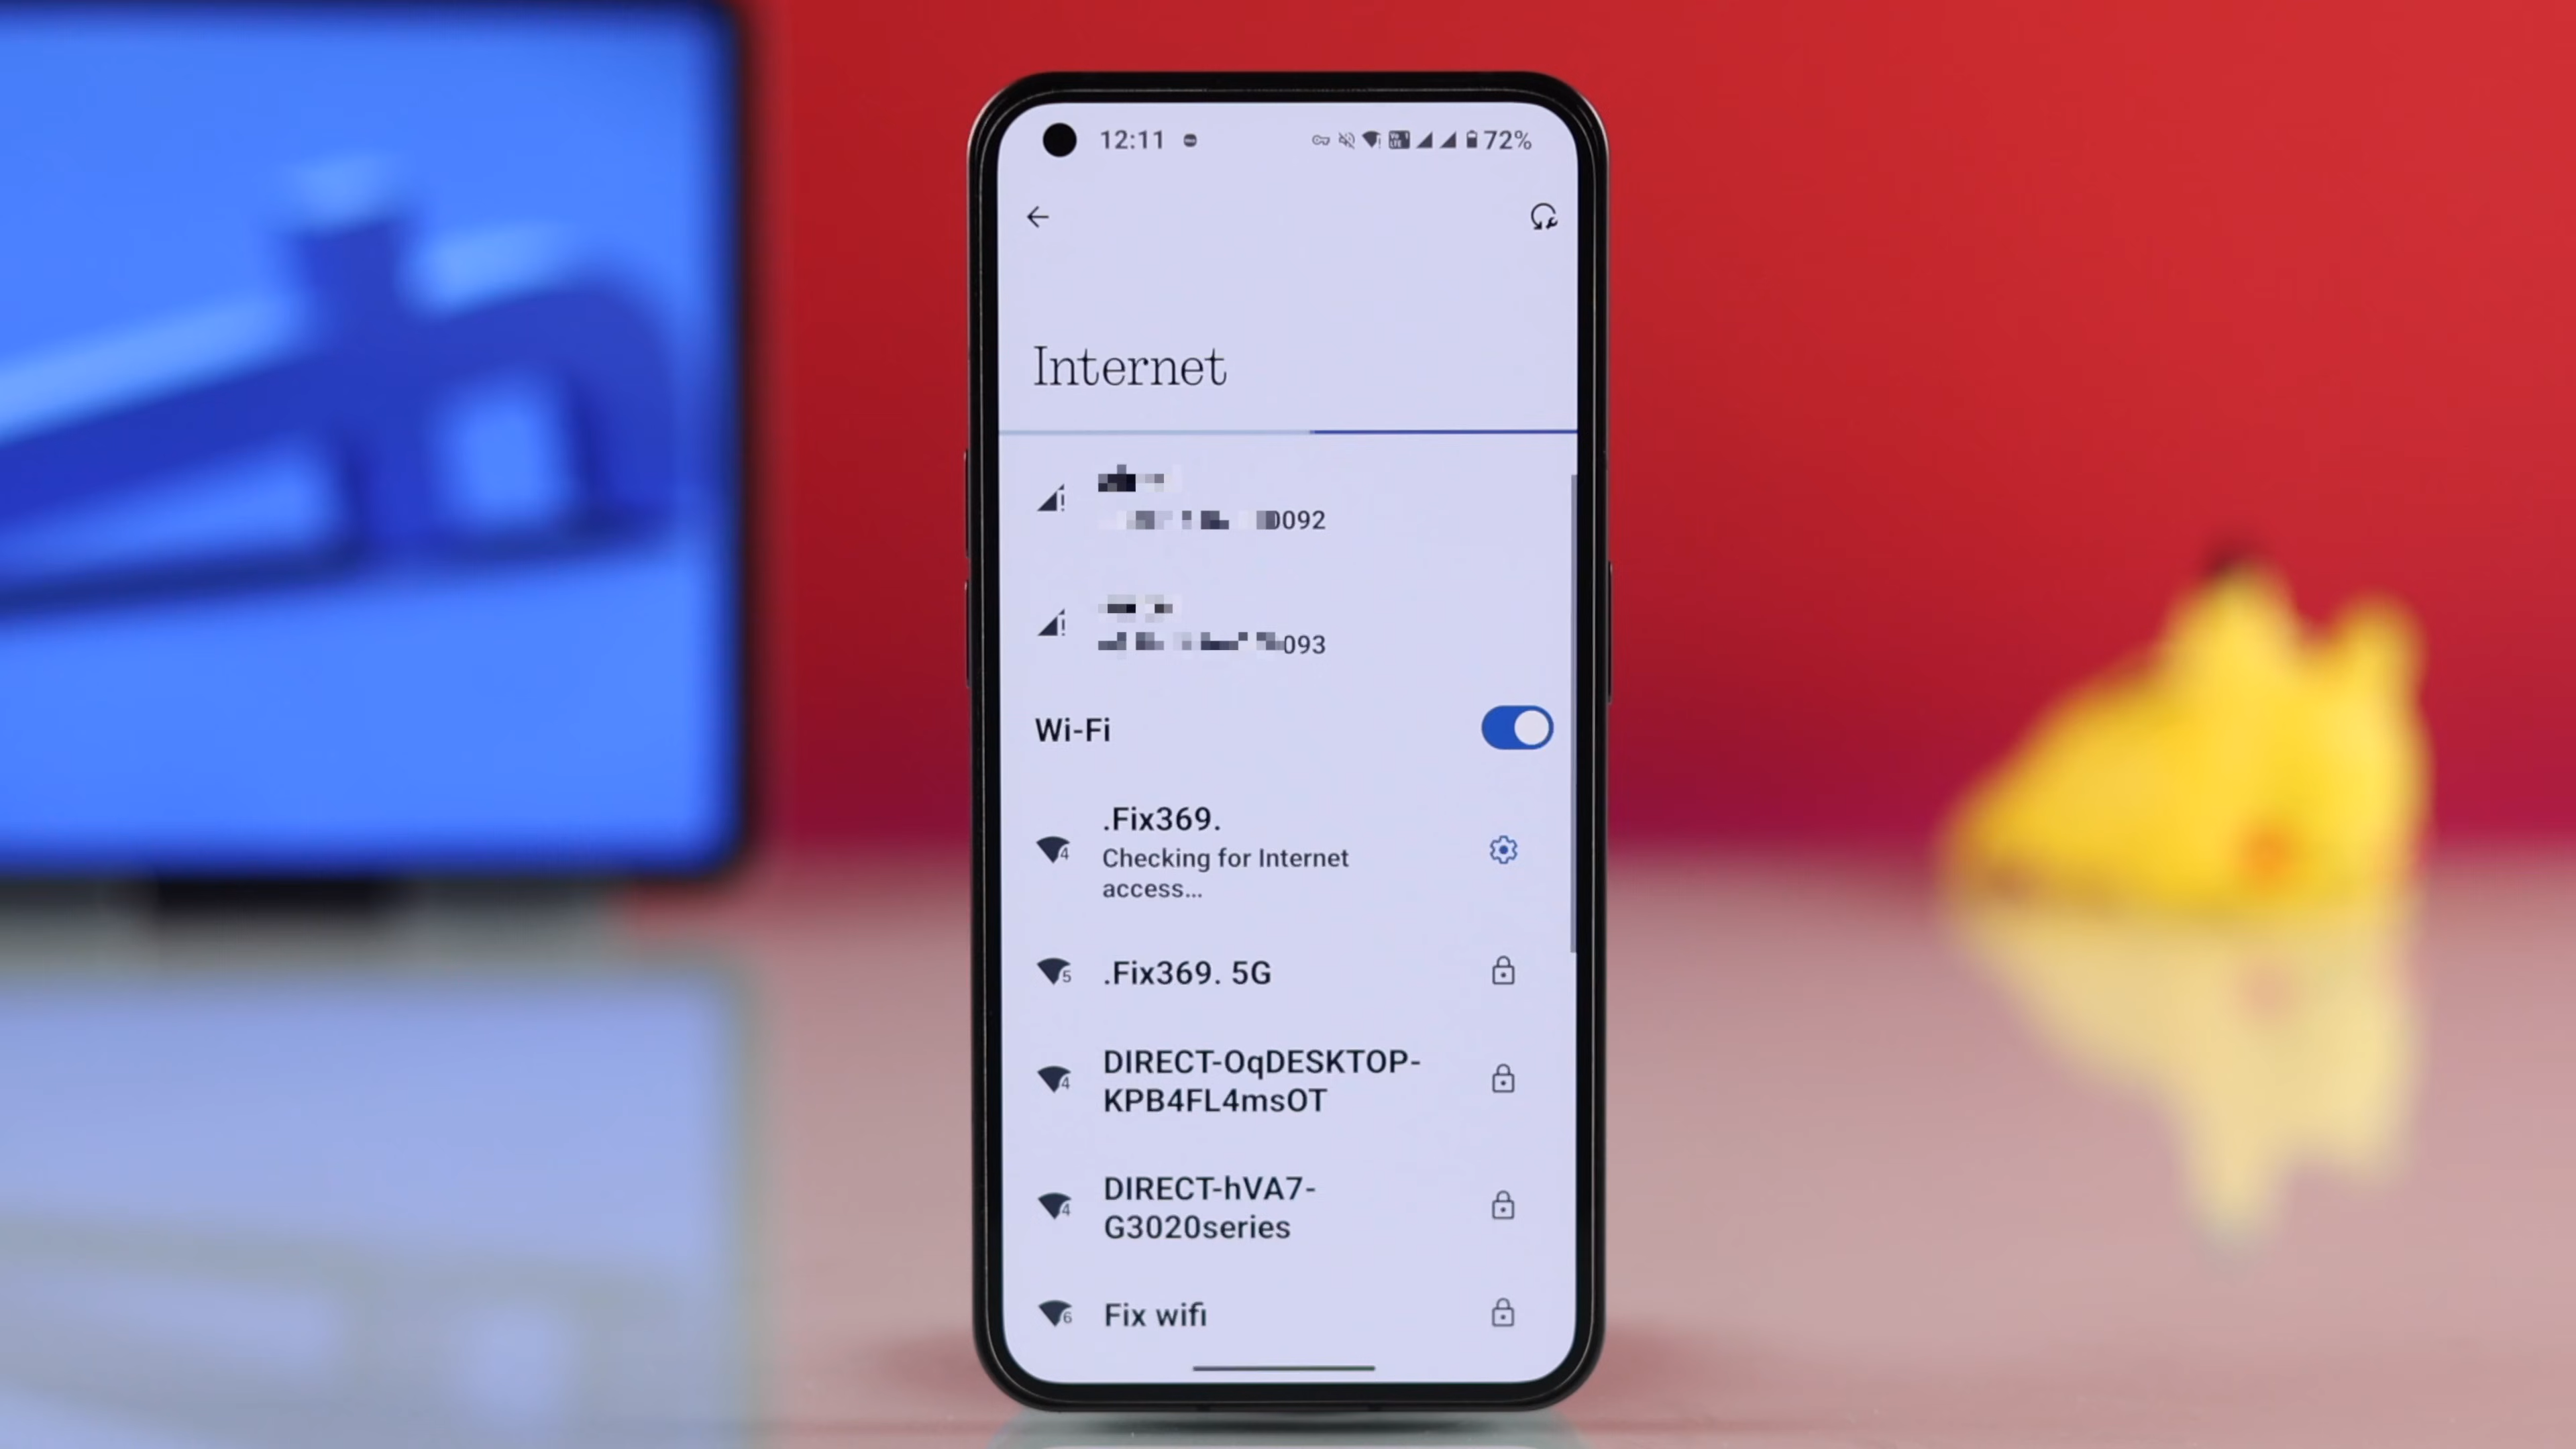 12:11 72%
Internet
0092
093
Wi-Fi
.Fix369.
Checking for Internet
access...
.Fix369. 5G
DIRECT-OqDESKTOP-
KPB4FL4msOT
DIRECT-hVA7-
G3020series
Fix wifi